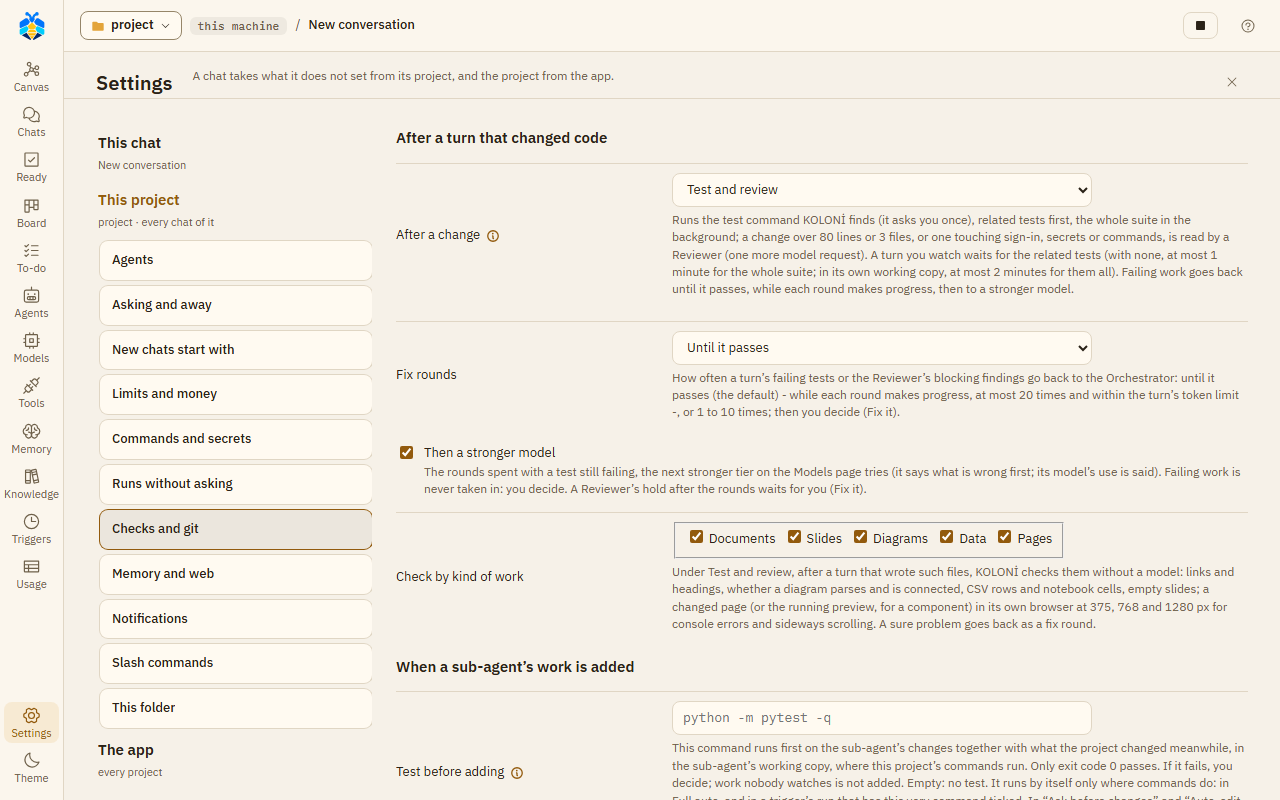 project
this machine / New conversation
Canvas
Chats
Ready
Board
To-do
Agents
Models
Tools
Memory
Knowledge
Triggers
Usage
Settings
Theme
Settings
A chat takes what it does not set from its project, and the project from the app.
This chat
New conversation
This project
project · every chat of it
Agents
Asking and away
New chats start with
Limits and money
Commands and secrets
Runs without asking
Checks and git
Memory and web
Notifications
Slash commands
This folder
The app
every project
After a turn that changed code
After a change
Test and review
Runs the test command KOLONİ finds (it asks you once), related tests first, the whole suite in the
background; a change over 80 lines or 3 files, or one touching sign-in, secrets or commands, is read by a
Reviewer (one more model request). A turn you watch waits for the related tests (with none, at most 1
minute for the whole suite; in its own working copy, at most 2 minutes for them all). Failing work goes back
until it passes, while each round makes progress, then to a stronger model.
Fix rounds
Until it passes
How often a turn’s failing tests or the Reviewer’s blocking findings go back to the Orchestrator: until it
passes (the default) - while each round makes progress, at most 20 times and within the turn’s token limit
-, or 1 to 10 times; then you decide (Fix it).
Then a stronger model
The rounds spent with a test still failing, the next stronger tier on the Models page tries (it says what is wrong first; its model’s use is said). Failing work is
never taken in: you decide. A Reviewer’s hold after the rounds waits for you (Fix it).
Check by kind of work
Documents Slides Diagrams Data Pages
Under Test and review, after a turn that wrote such files, KOLONİ checks them without a model: links and
headings, whether a diagram parses and is connected, CSV rows and notebook cells, empty slides; a
changed page (or the running preview, for a component) in its own browser at 375, 768 and 1280 px for
console errors and sideways scrolling. A sure problem goes back as a fix round.
When a sub-agent’s work is added
Test before adding
python -m pytest -q
This command runs first on the sub-agent’s changes together with what the project changed meanwhile, in
the sub-agent’s working copy, where this project’s commands run. Only exit code 0 passes. If it fails, you
decide; work nobody watches is not added. Empty: no test. It runs by itself only where commands do: in